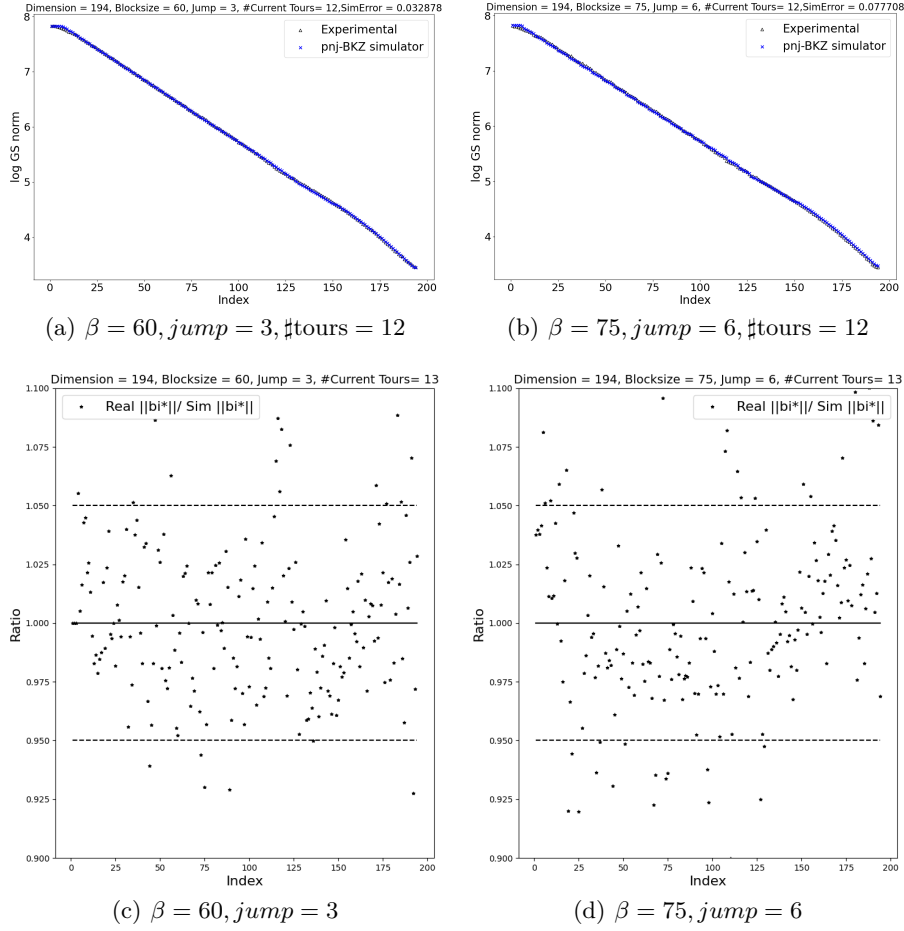 Dimension = 194, Blocksize = 60, Jump = 3, #Current Tours= 12,SimError = 0.032878
Experimental
pnj-BKZ simulator
log GS norm
8
7
6
5
4
0 25 50 75 100 125 150 175 200
Index
(a) β = 60, jump = 3, ♯tours = 12
Dimension = 194, Blocksize = 75, Jump = 6, #Current Tours= 12,SimError = 0.077708
Experimental
pnj-BKZ simulator
log GS norm
8
7
6
5
4
0 25 50 75 100 125 150 175 200
Index
(b) β = 75, jump = 6, ♯tours = 12
Dimension = 194, Blocksize = 60, Jump = 3, #Current Tours= 13
Real ||bi*||/ Sim ||bi*||
Ratio
1.100
1.075
1.050
1.025
1.000
0.975
0.950
0.925
0.900
0 25 50 75 100 125 150 175 200
Index
(c) β = 60, jump = 3
Dimension = 194, Blocksize = 75, Jump = 6, #Current Tours= 13
Real ||bi*||/ Sim ||bi*||
Ratio
1.100
1.075
1.050
1.025
1.000
0.975
0.950
0.925
0.900
0 25 50 75 100 125 150 175 200
Index
(d) β = 75, jump = 6